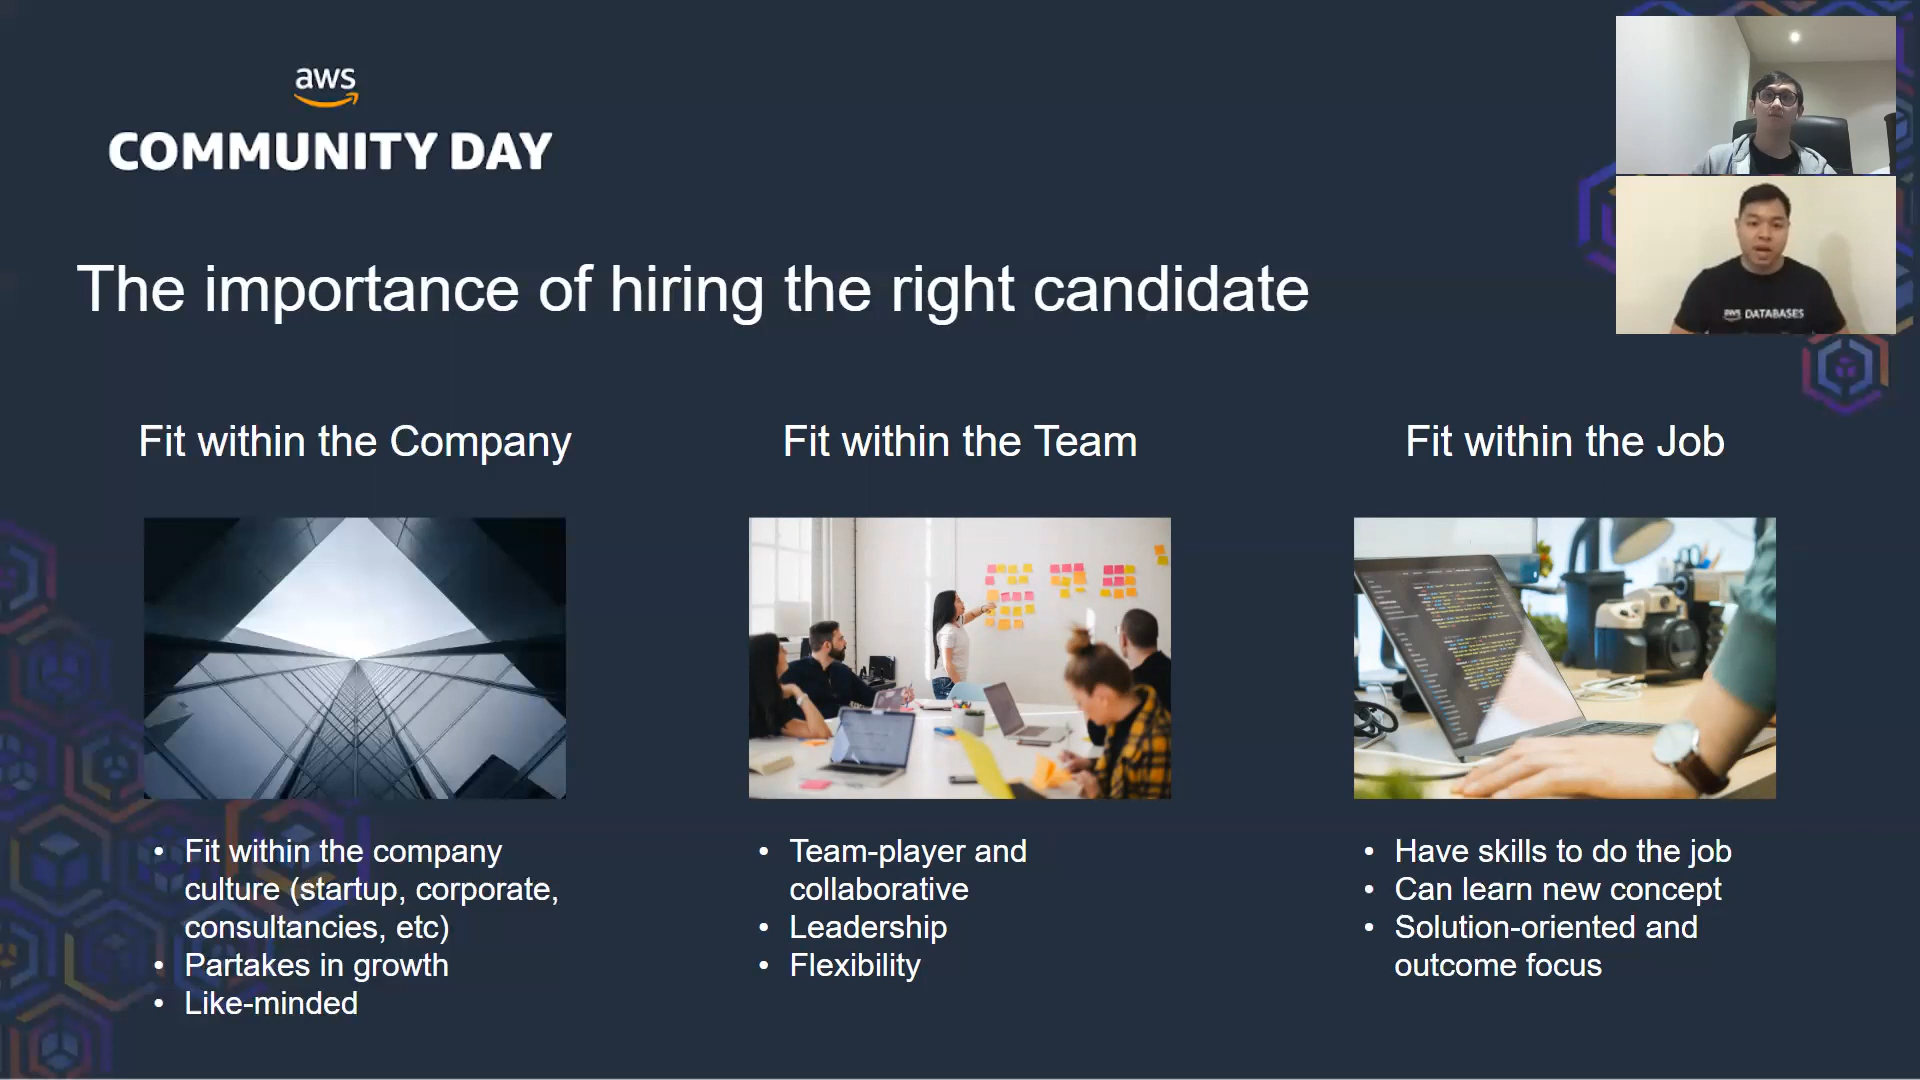 aws
COMMUNITY DAY
The importance of hiring the right candidate
Fit within the Company
Fit within the Team
Fit within the Job
• Fit within the company
culture (startup, corporate,
consultancies, etc)
• Partakes in growth
• Like-minded
• Team-player and
collaborative
• Leadership
• Flexibility
• Have skills to do the job
• Can learn new concept
• Solution-oriented and
outcome focus
aws DATABASES